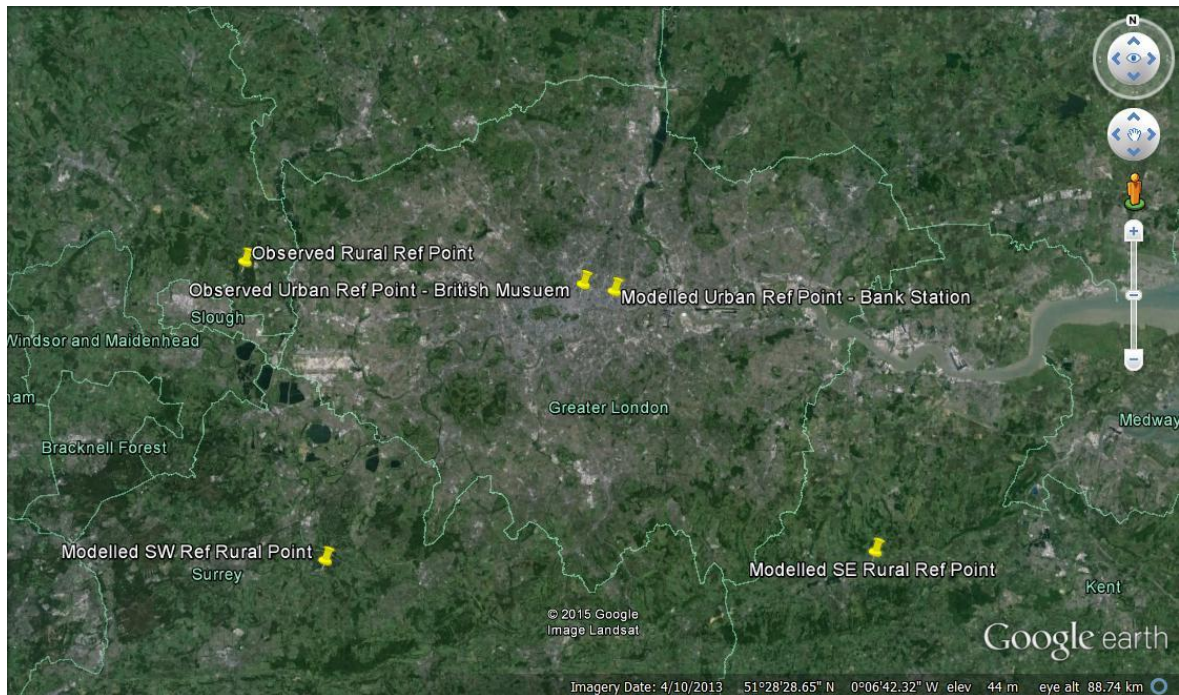 N
Observed Rural Ref Point
Observed Urban Ref Point - British Musuem
Modelled Urban Ref Point - Bank Station
Slough
Windsor and Maidenhead
ham
Greater London
Medway
Bracknell Forest
Modelled SW Ref Rural Point
Surrey
Modelled SE Rural Ref Point
Kent
© 2015 Google
Image Landsat
Google earth
Imagery Date: 4/10/2013 51°28'28.65" N 0°06'42.32" W elev 44 m eye alt 88.74 km